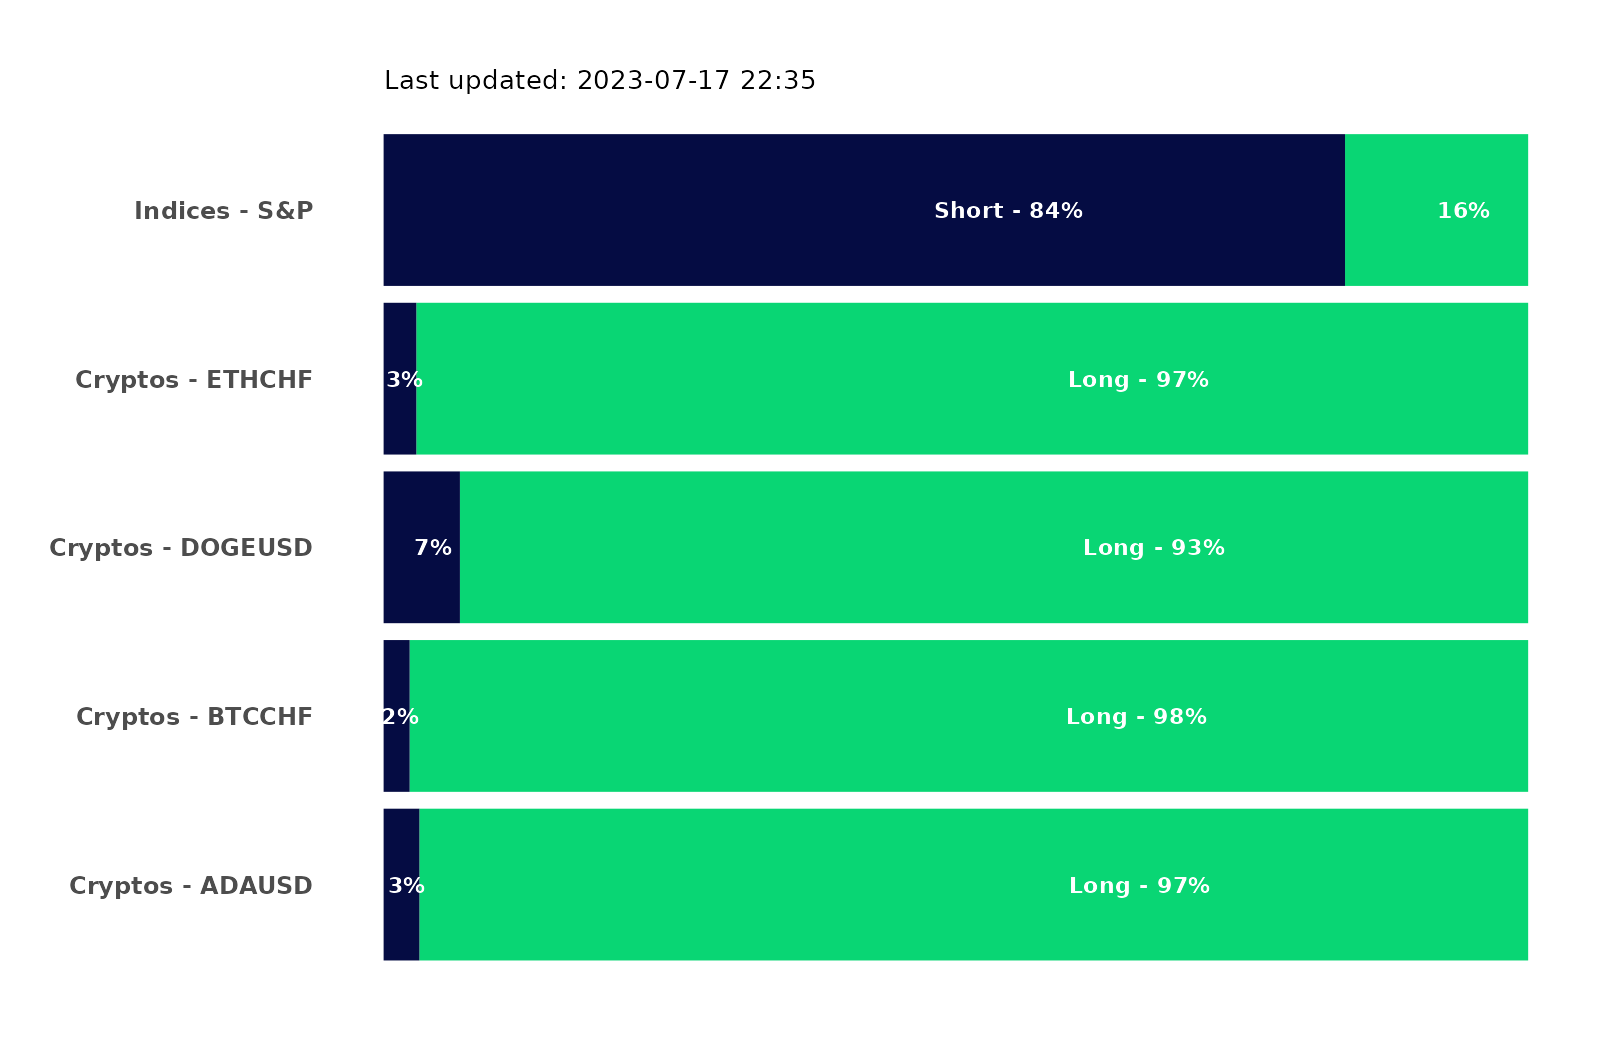 Last updated: 2023-07-17 22:35
Indices - S&P Short - 84% 16%
Cryptos - ETHCHF 3% Long - 97%
Cryptos - DOGEUSD 7% Long - 93%
Cryptos - BTCCHF 2% Long - 98%
Cryptos - ADAUSD 3% Long - 97%